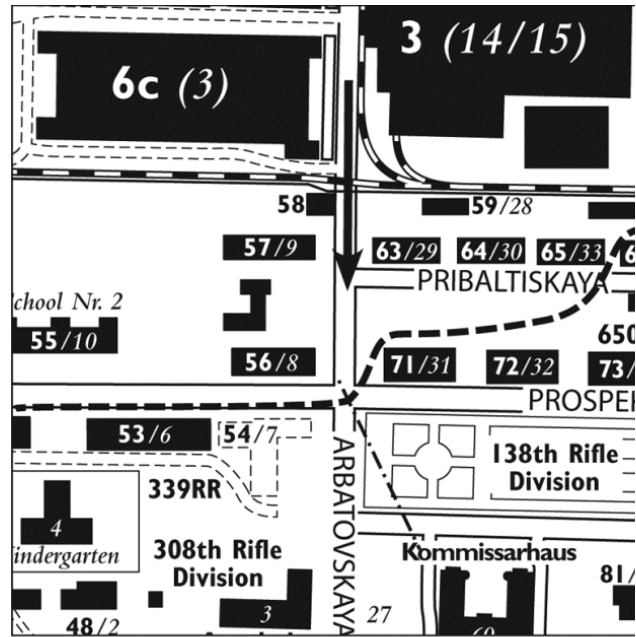 6c (3)
3 (14/15)
58
59/28
57/9
63/29
64/30
65/33
6
PRIBALTISKAYA
chool Nr. 2
55/10
650
56/8
71/31
72/32
73/
PROSPEK
53/6
54/7
339RR
ARBATOVSKAYA
138th Rifle
Division
4
indergarten
308th Rifle
Division
Kommissarhaus
81/
48/2
3
27
60